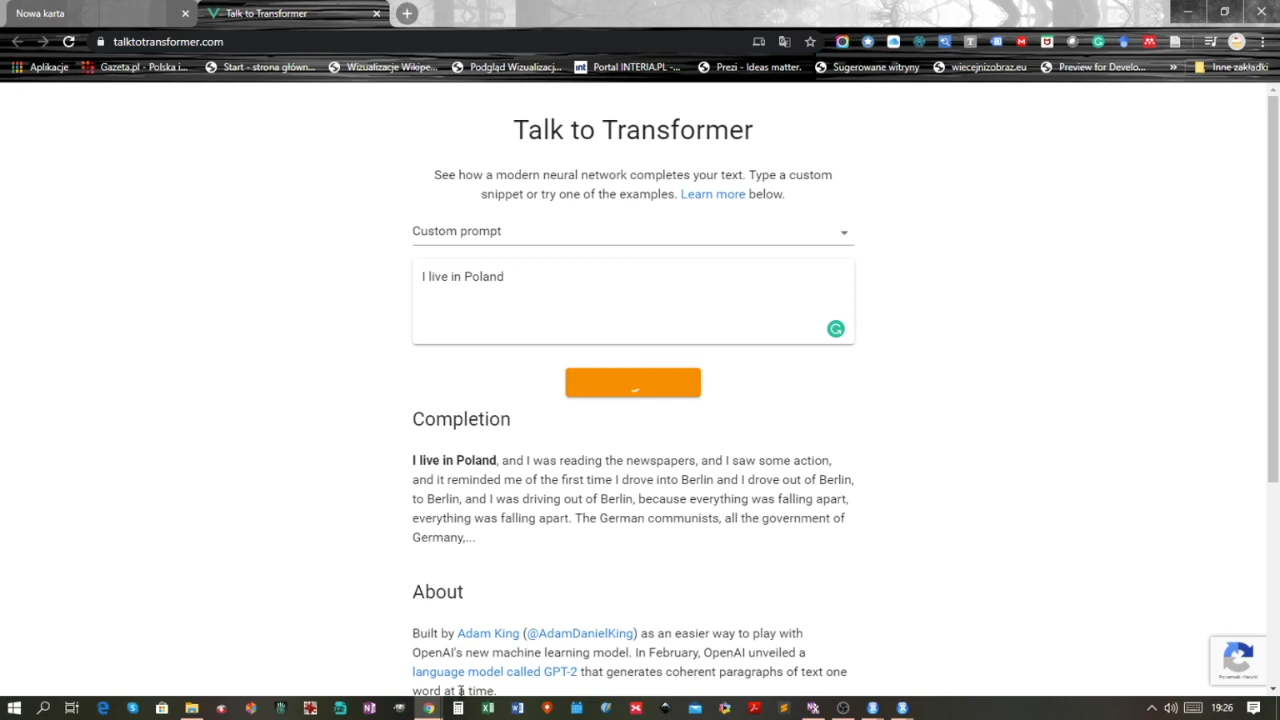 Nowa karta
Talk to Transformer
talktotransformer.com
Aplikacje
Gazeta.pl - Polska i...
Start - strona główn...
Wizualizacje Wikipe...
Podgląd Wizualizacj...
int
Portal INTERIA.PL -...
Prezi - Ideas matter.
Sugerowane witryny
wiecejnizobraz.eu
Preview for Develo...
»
Inne zakładki
Talk to Transformer
See how a modern neural network completes your text. Type a custom
snippet or try one of the examples. Learn more below.
Custom prompt
I live in Poland
Completion
I live in Poland, and I was reading the newspapers, and I saw some action,
and it reminded me of the first time I drove into Berlin and I drove out of Berlin,
to Berlin, and I was driving out of Berlin, because everything was falling apart,
everything was falling apart. The German communists, all the government of
Germany,...
About
Built by Adam King (@AdamDanielKing) as an easier way to play with
OpenAI's new machine learning model. In February, OpenAI unveiled a
language model called GPT-2 that generates coherent paragraphs of text one
word at a time.
19:26